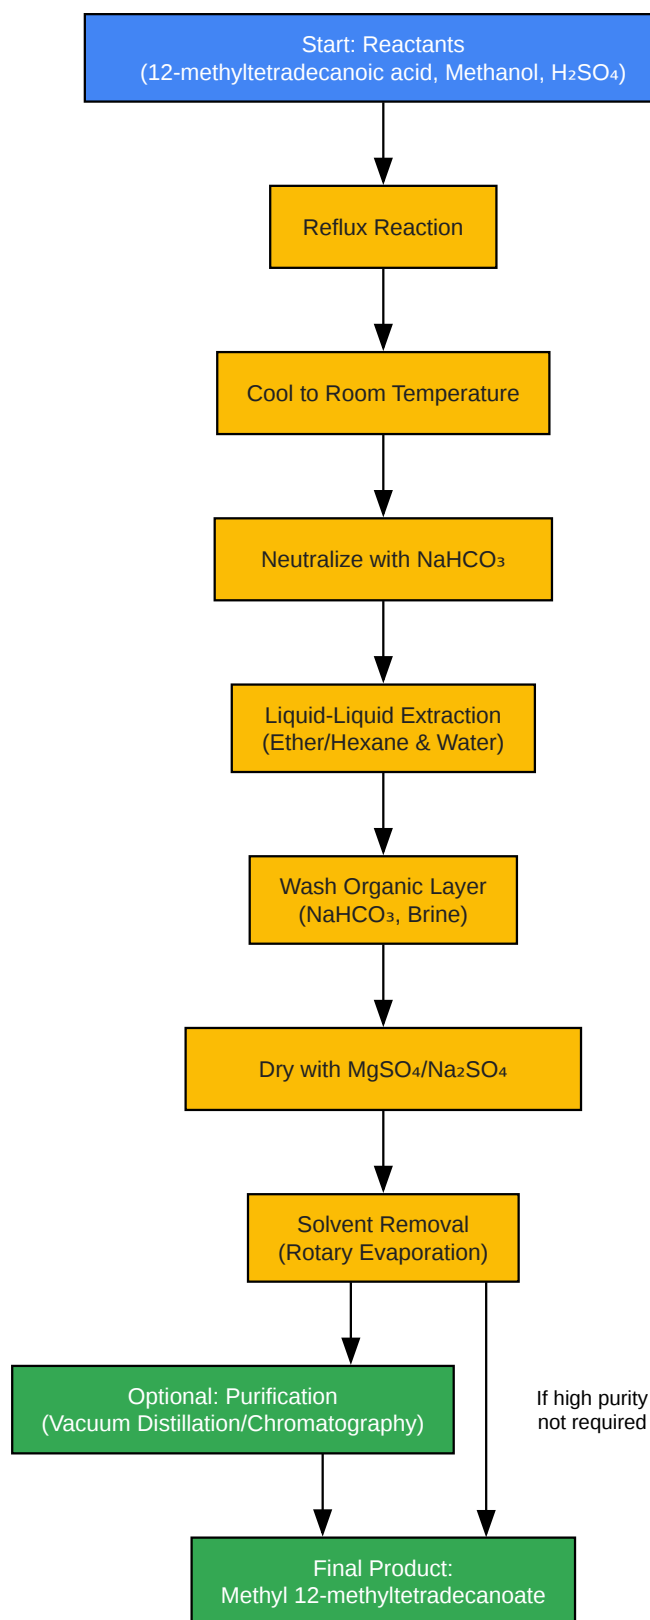 Start: Reactants
(12-methyltetradecanoic acid, Methanol, H₂SO₄)
Reflux Reaction
Cool to Room Temperature
Neutralize with NaHCO₃
Liquid-Liquid Extraction
(Ether/Hexane & Water)
Wash Organic Layer
(NaHCO₃, Brine)
Dry with MgSO₄/Na₂SO₄
Solvent Removal
(Rotary Evaporation)
Optional: Purification
(Vacuum Distillation/Chromatography)
If high purity
not required
Final Product:
Methyl 12-methyltetradecanoate